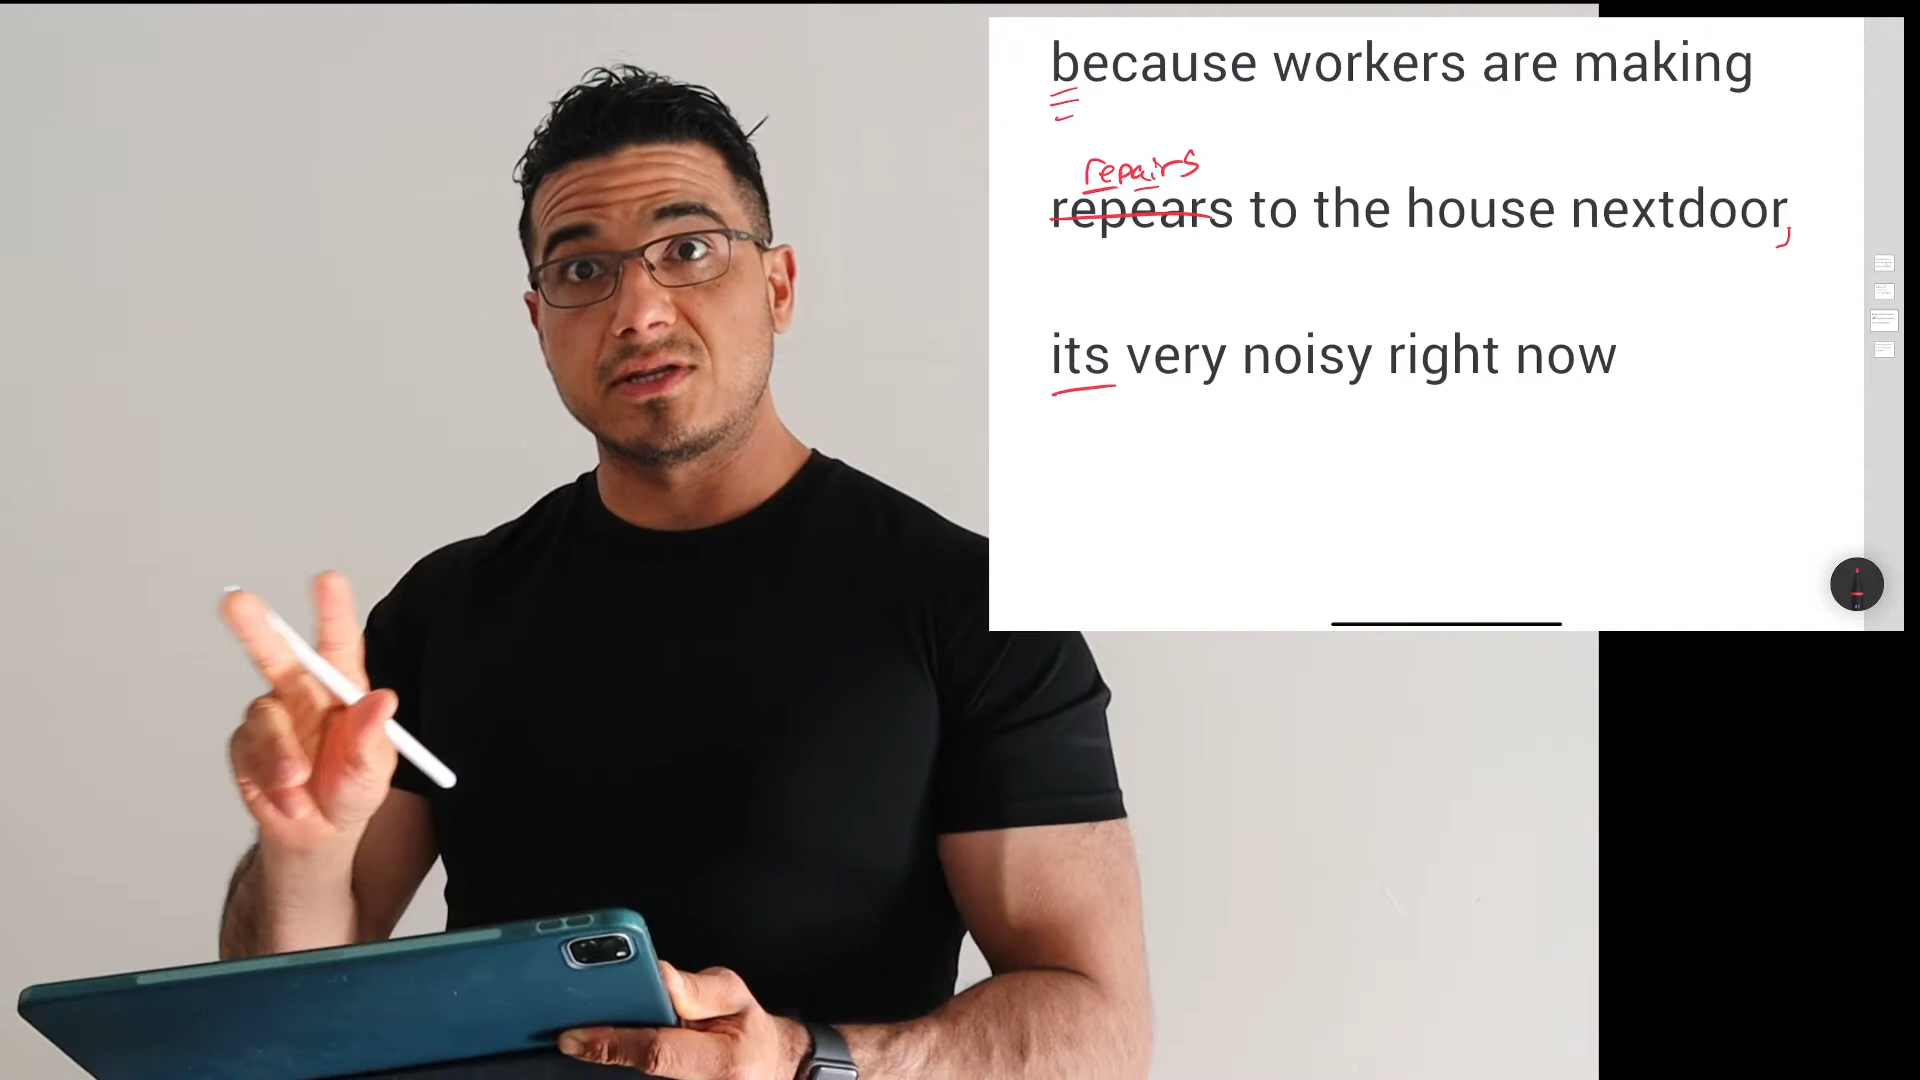 because workers are making
repairs
repears to the house nextdoor,
its very noisy right now